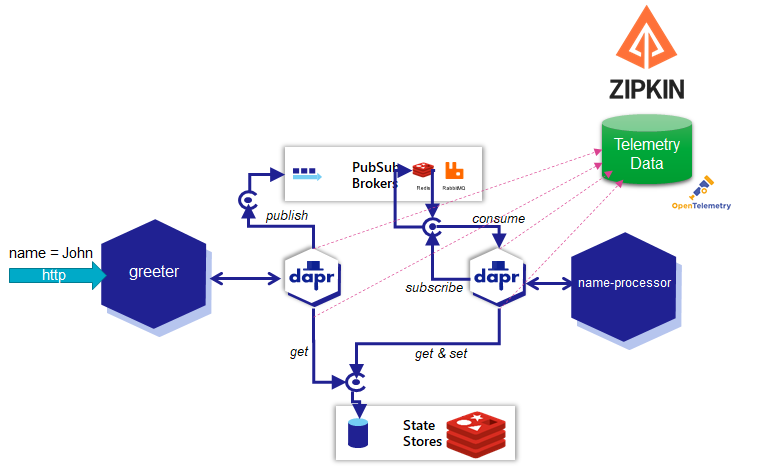 ZIPKIN
Telemetry
Data
OpenTelemetry
PubSub
Brokers
Redis
RabbitMQ
publish
consume
name = John
http
greeter
dapr
subscribe
dapr
name-processor
get
get & set
State
Stores